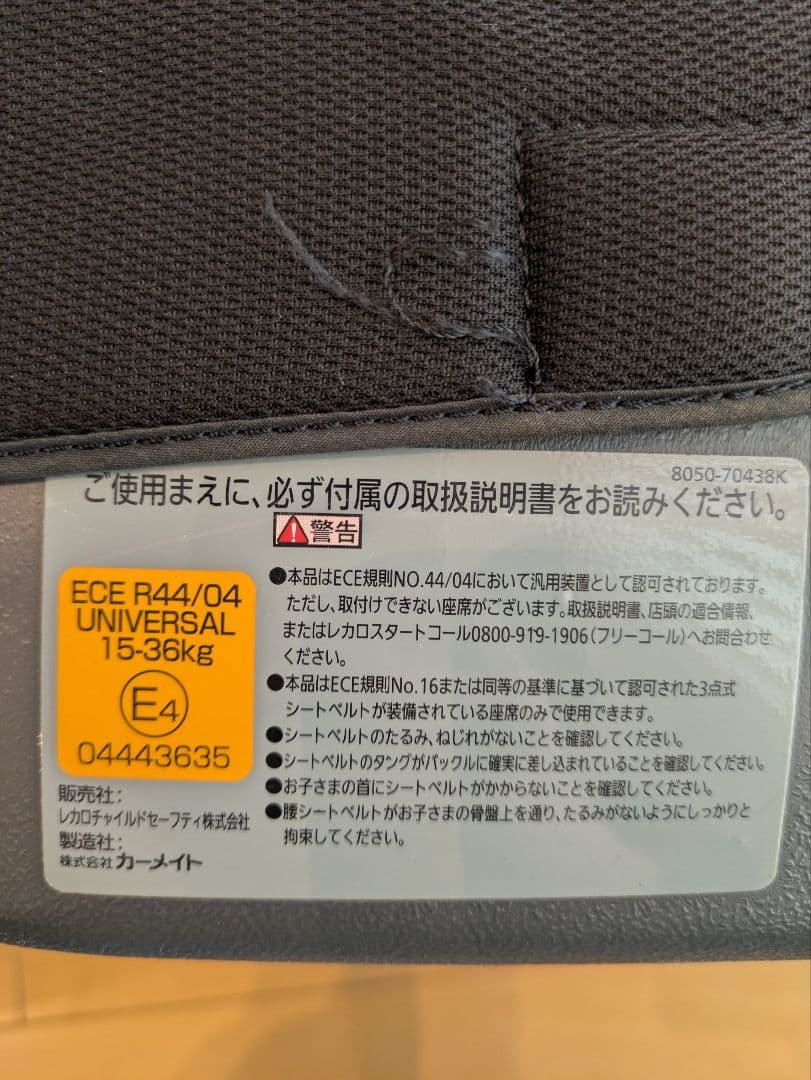 8050-70438K
ご使用まえに、必ず付属の取扱説明書をお読みください。
警告
ECE R44/04
UNIVERSAL
15-36kg
E4
04443635
販売社：
レカロチャイルドセーフティ株式会社
製造社：
株式会社 カーメイト
●本品はECE規則NO.44/04において汎用装置として認可されております。
ただし、取付けできない座席がございます。取扱説明書、店頭の適合情報、
またはレカロスタートコール0800-919-1906（フリーコール）へお問合わせ
ください。
●本品はECE規則No.16または同等の基準に基づいて認可された3点式
シートベルトが装備されている座席のみで使用できます。
●シートベルトのたるみ、ねじれがないことを確認してください。
●シートベルトのタングがバックルに確実に差し込まれていることを確認してください。
●お子さまの首にシートベルトがかからないことを確認してください。
●腰シートベルトがお子さまの骨盤上を通り、たるみがないようにしっかりと
拘束してください。